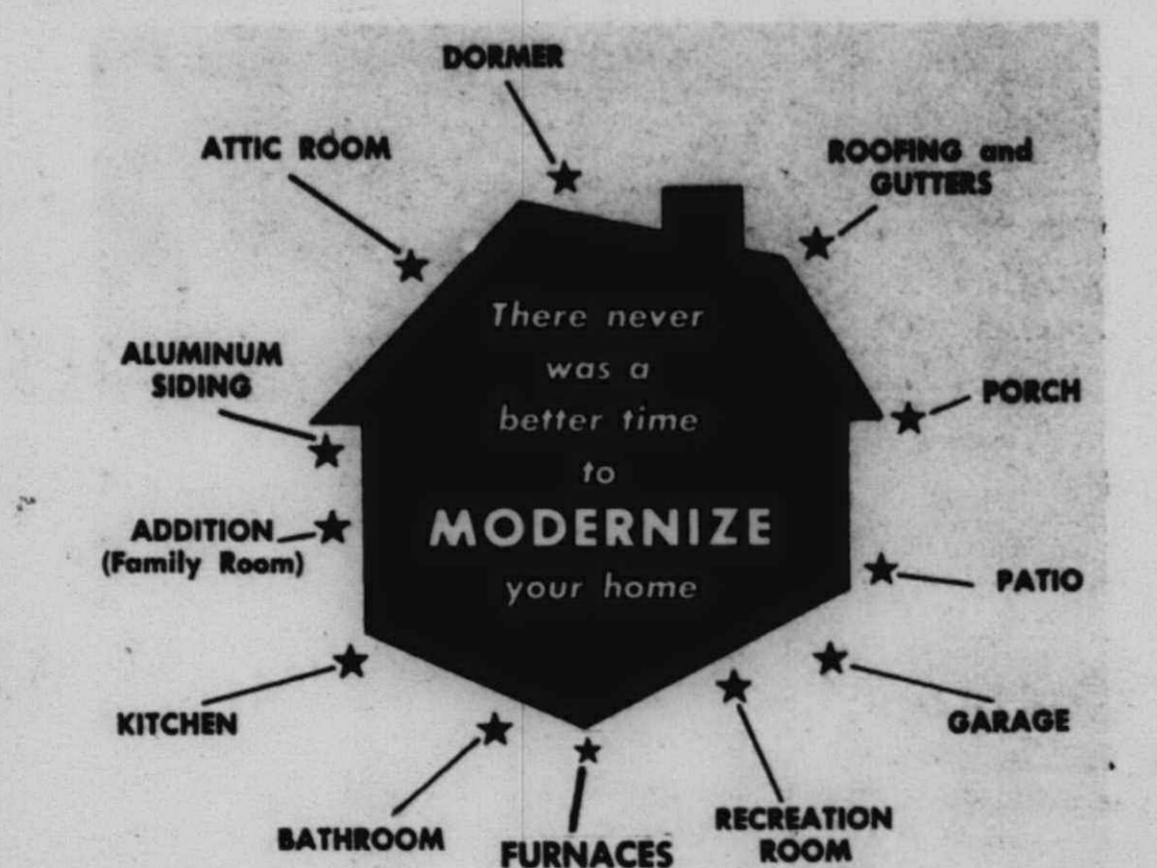 DORMER
ATTIC ROOM
ROOFING and
GUTTERS
There never
was a
better time
to
MODERNIZE
your home
ALUMINUM
SIDING
PORCH
ADDITION
(Family Room)
PATIO
KITCHEN
GARAGE
BATHROOM
FURNACES
RECREATION
ROOM